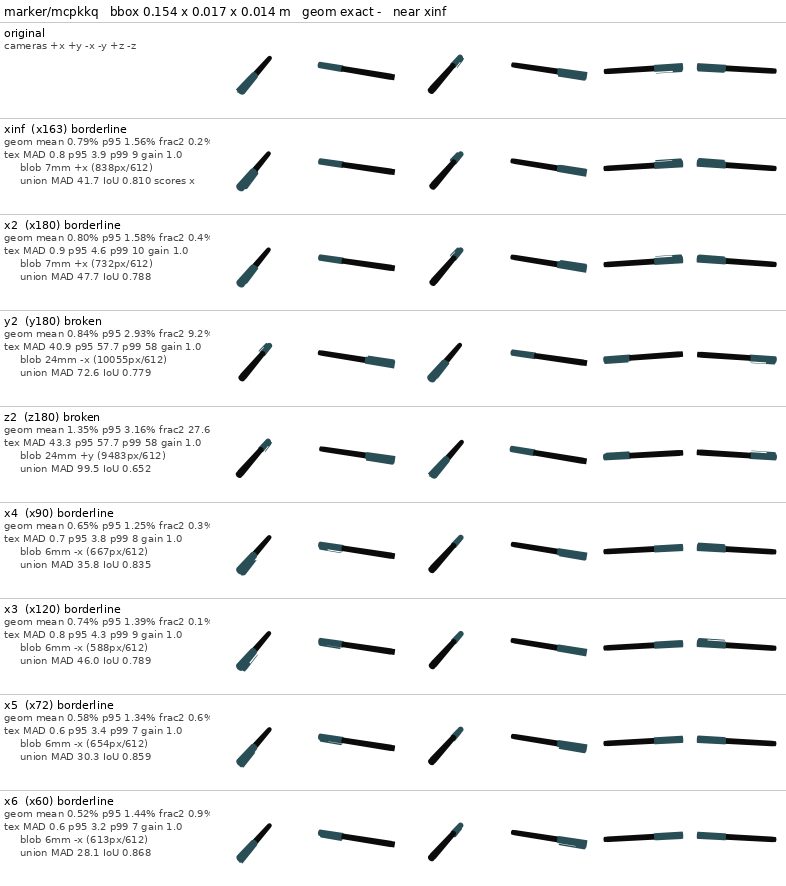 marker/mcpkkq   bbox 0.154 x 0.017 x 0.014 m   geom exact -   near xinf
original
cameras +x +y -x -y +z -z
xinf  (x163) borderline
geom mean 0.79% p95 1.56% frac2 0.2%
tex MAD 0.8 p95 3.9 p99 9 gain 1.0
blob 7mm +x (838px/612)
union MAD 41.7 IoU 0.810 scores x
x2  (x180) borderline
geom mean 0.80% p95 1.58% frac2 0.4%
tex MAD 0.9 p95 4.6 p99 10 gain 1.0
blob 7mm +x (732px/612)
union MAD 47.7 IoU 0.788
y2  (y180) broken
geom mean 0.84% p95 2.93% frac2 9.2%
tex MAD 40.9 p95 57.7 p99 58 gain 1.0
blob 24mm -x (10055px/612)
union MAD 72.6 IoU 0.779
z2  (z180) broken
geom mean 1.35% p95 3.16% frac2 27.6
tex MAD 43.3 p95 57.7 p99 58 gain 1.0
blob 24mm +y (9483px/612)
union MAD 99.5 IoU 0.652
x4  (x90) borderline
geom mean 0.65% p95 1.25% frac2 0.3%
tex MAD 0.7 p95 3.8 p99 8 gain 1.0
blob 6mm -x (667px/612)
union MAD 35.8 IoU 0.835
x3  (x120) borderline
geom mean 0.74% p95 1.39% frac2 0.1%
tex MAD 0.8 p95 4.3 p99 9 gain 1.0
blob 6mm -x (588px/612)
union MAD 46.0 IoU 0.789
x5  (x72) borderline
geom mean 0.58% p95 1.34% frac2 0.6%
tex MAD 0.6 p95 3.4 p99 7 gain 1.0
blob 6mm -x (654px/612)
union MAD 30.3 IoU 0.859
x6  (x60) borderline
geom mean 0.52% p95 1.44% frac2 0.9%
tex MAD 0.6 p95 3.2 p99 7 gain 1.0
blob 6mm -x (613px/612)
union MAD 28.1 IoU 0.868